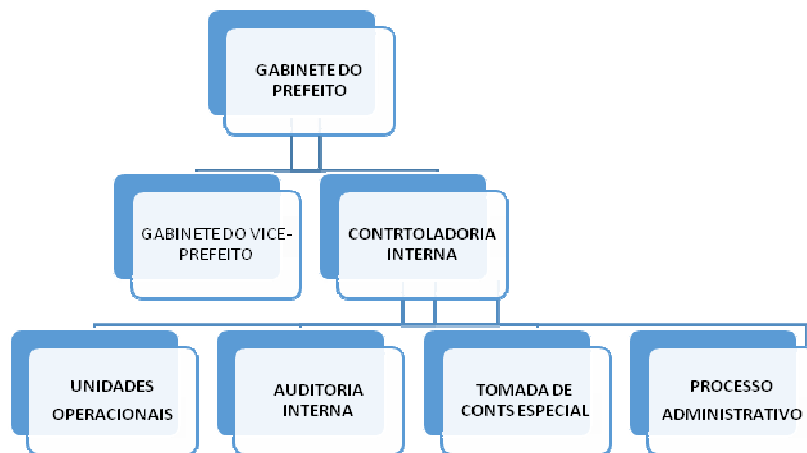 GABINETE DO
PREFEITO
GABINETE DO VICE-
PREFEITO
CONTRTOLADORIA
INTERNA
UNIDADES
OPERACIONAIS
AUDITORIA
INTERNA
TOMADA DE
CONTS ESPECIAL
PROCESSO
ADMINISTRATIVO